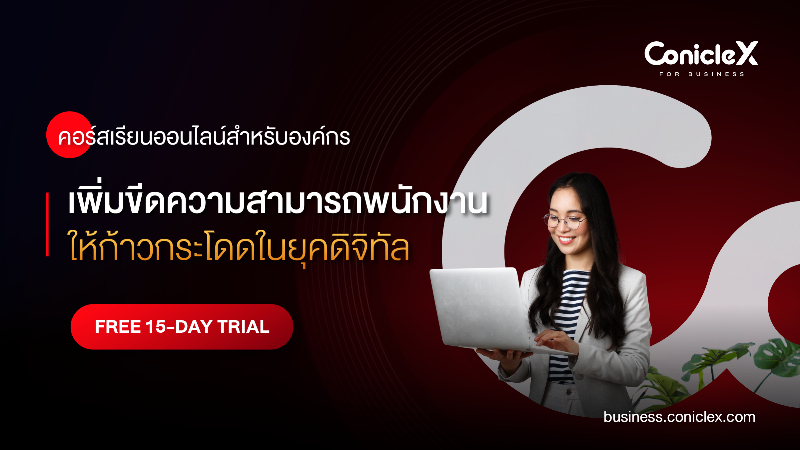 ConicleX
FOR BUSINESS
คอร์สเรียนออนไลน์สำหรับองค์กร
เพิ่มขีดความสามารถพนักงาน
ให้ก้าวกระโดดในยุคดิจิทัล
FREE 15-DAY TRIAL
business.coniclex.com